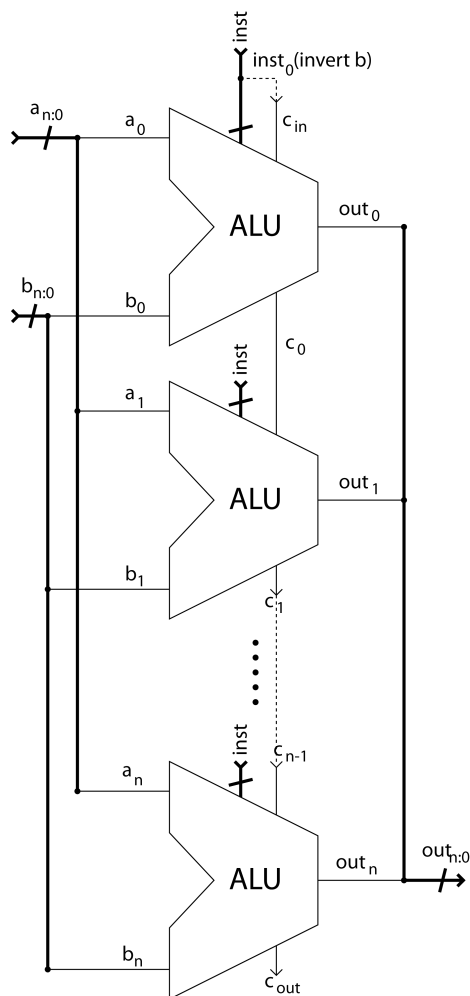 inst
inst0(invert b)
an:0
a0
cin
ALU
out0
bn:0
b0
c0
inst
a1
ALU
out1
b1
c1
inst
cn-1
an
ALU
outn
outn:0
bn
cout